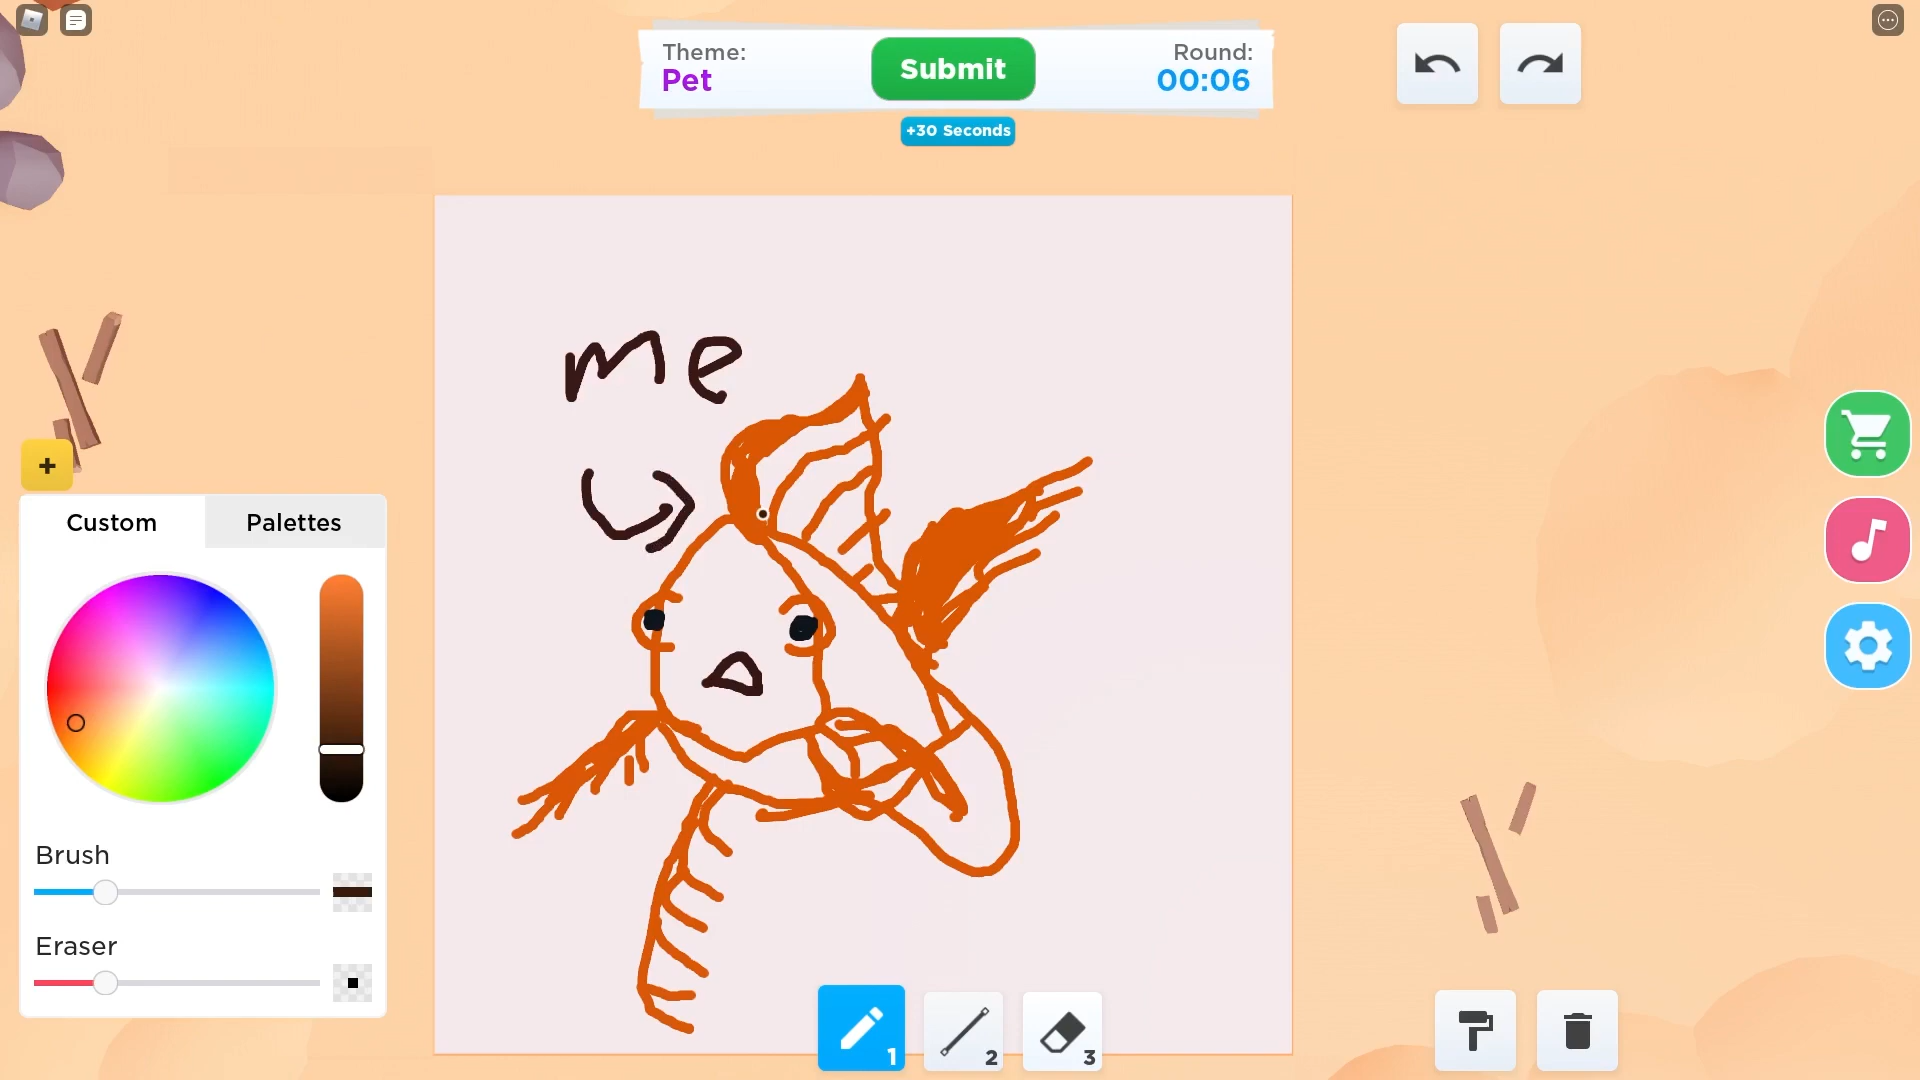 Theme:
Pet
Submit
Round:
00:06
+30 Seconds
me
+
Custom
Palettes
Brush
Eraser
1
2
3